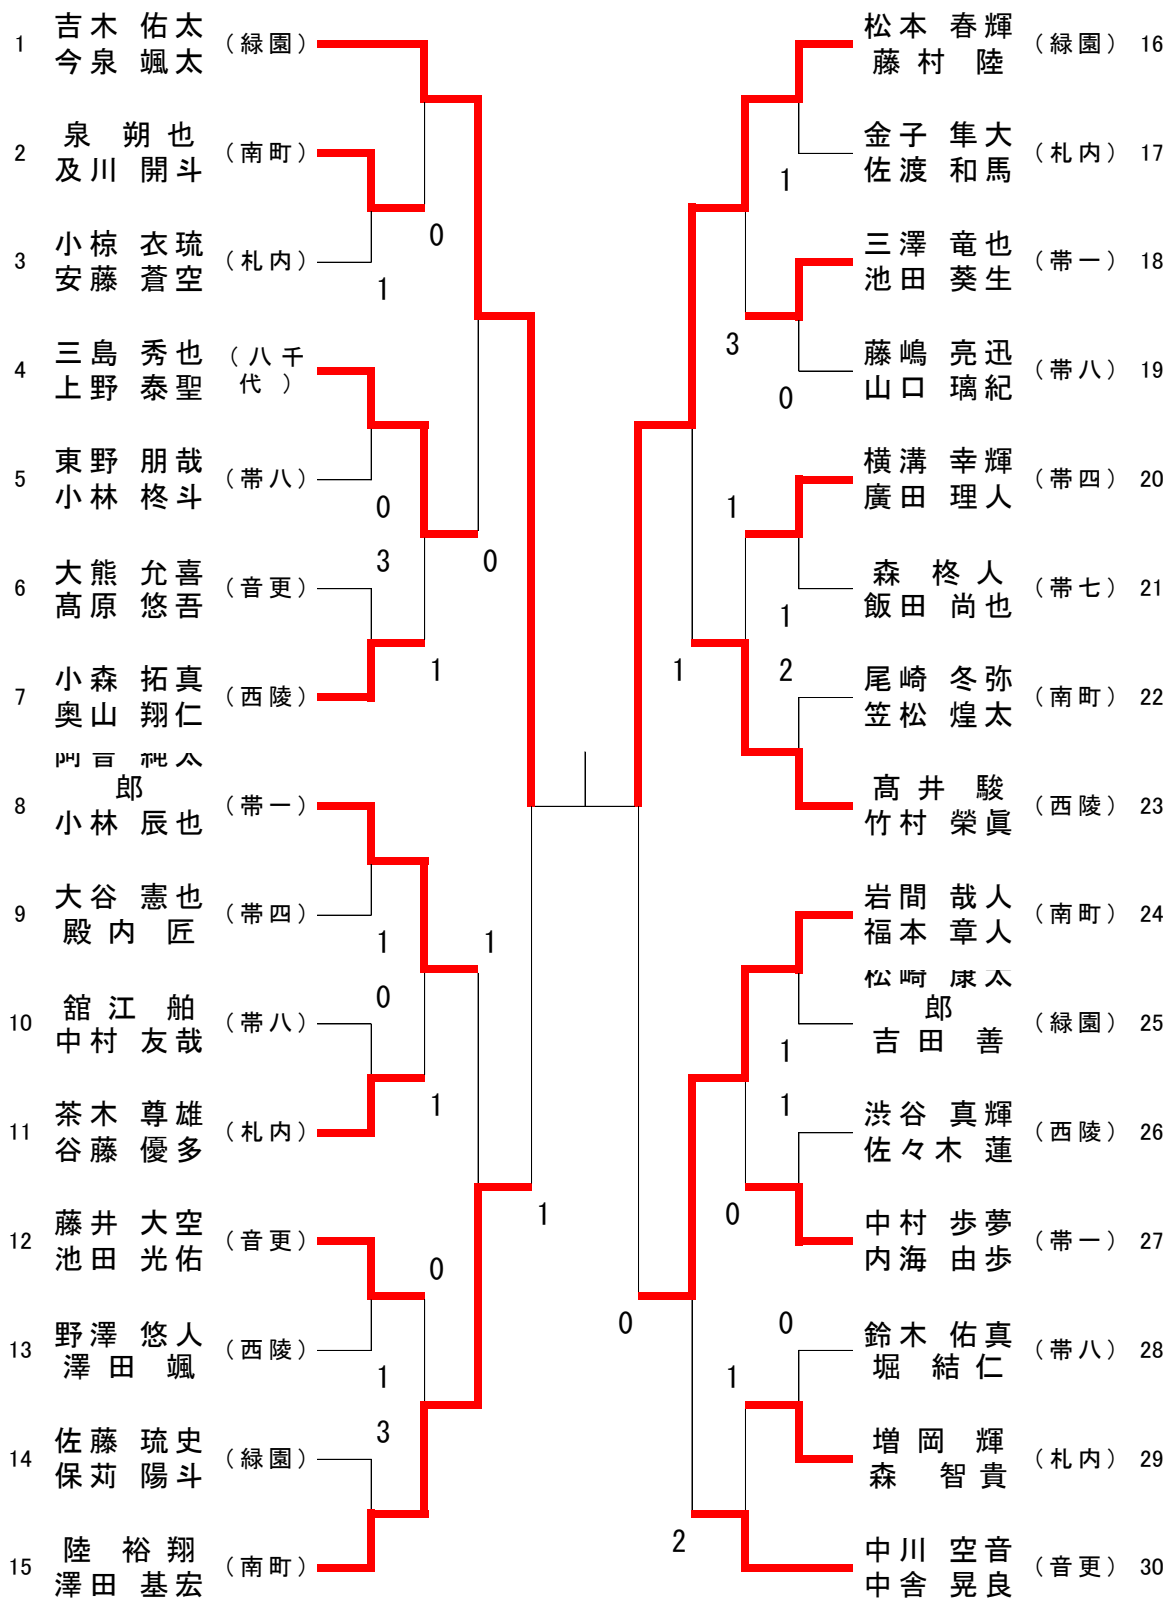 1 吉木 佑太 (緑園)
今泉 颯太
2 泉 朔也 (南町)
及川 開斗
0
3 小椋 衣琉 (札内)
安藤 蒼空
1
4 三島 秀也 (八千
上野 泰聖 代)
5 東野 朋哉 (帯八)
小林 柊斗
0
3
0
6 大熊 允喜 (音更)
髙原 悠吾
1
7 小森 拓真 (西陵)
奥山 翔仁
郎
8 (帯一)
小林 辰也
9 大谷 憲也 (帯四)
殿内 匠
1
1
0
10 舘江 舶 (帯八)
中村 友哉
1
11 茶木 尊雄 (札内)
谷藤 優多
1
12 藤井 大空 (音更)
池田 光佑
0
13 野澤 悠人 (西陵)
澤田 颯
1
3
14 佐藤 琉史 (緑園)
保苅 陽斗
15 陸 裕翔 (南町)
澤田 基宏
松本 春輝 (緑園) 16
藤村 陸
金子 隼大 (札内) 17
佐渡 和馬
1
三澤 竜也 (帯一) 18
池田 葵生
3
藤嶋 亮迅 (帯八) 19
山口 璃紀
0
横溝 幸輝 (帯四) 20
廣田 理人
1
森 柊人 (帯七) 21
飯田 尚也
1
1
2
尾崎 冬弥 (南町) 22
笠松 煌太
髙井 駿 (西陵) 23
竹村 榮眞
岩間 哉人 (南町) 24
福本 章人
松崎 康太
郎
(緑園) 25
吉田 善
1
1
渋谷 真輝 (西陵) 26
佐々木 蓮
0
中村 歩夢 (帯一) 27
内海 由歩
0
0
鈴木 佑真 (帯八) 28
堀 結仁
1
増岡 輝 (札内) 29
森 智貴
2
中川 空音 (音更) 30
中舎 晃良